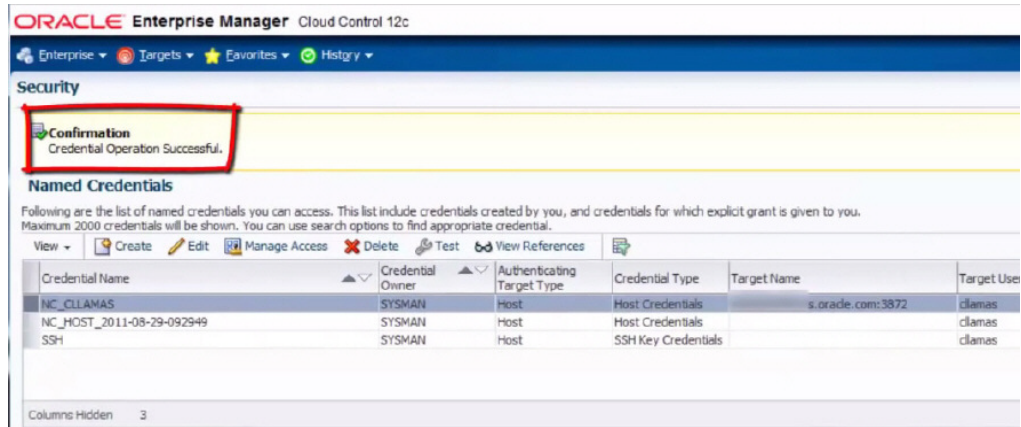 ORACLE Enterprise Manager Cloud Control 12c
Enterprise Targets Favorites History
Security
Confirmation
Credential Operation Successful.
Named Credentials
Following are the list of named credentials you can access. This list include credentials created by you, and credentials for which explicit grant is given to you.
Maximum 2000 credentials will be shown. You can use search options to find appropriate credential.
View Create Edit Manage Access Delete Test View References
Credential Name Credential Owner Authenticating Target Type Credential Type Target Name Target User
NC_CLLAMAS SYSMAN Host Host Credentials s.oracle.com:3872 cllamas
NC_HOST_2011-08-29-092949 SYSMAN Host Host Credentials cllamas
SSH SYSMAN Host SSH Key Credentials cllamas
Columns Hidden 3